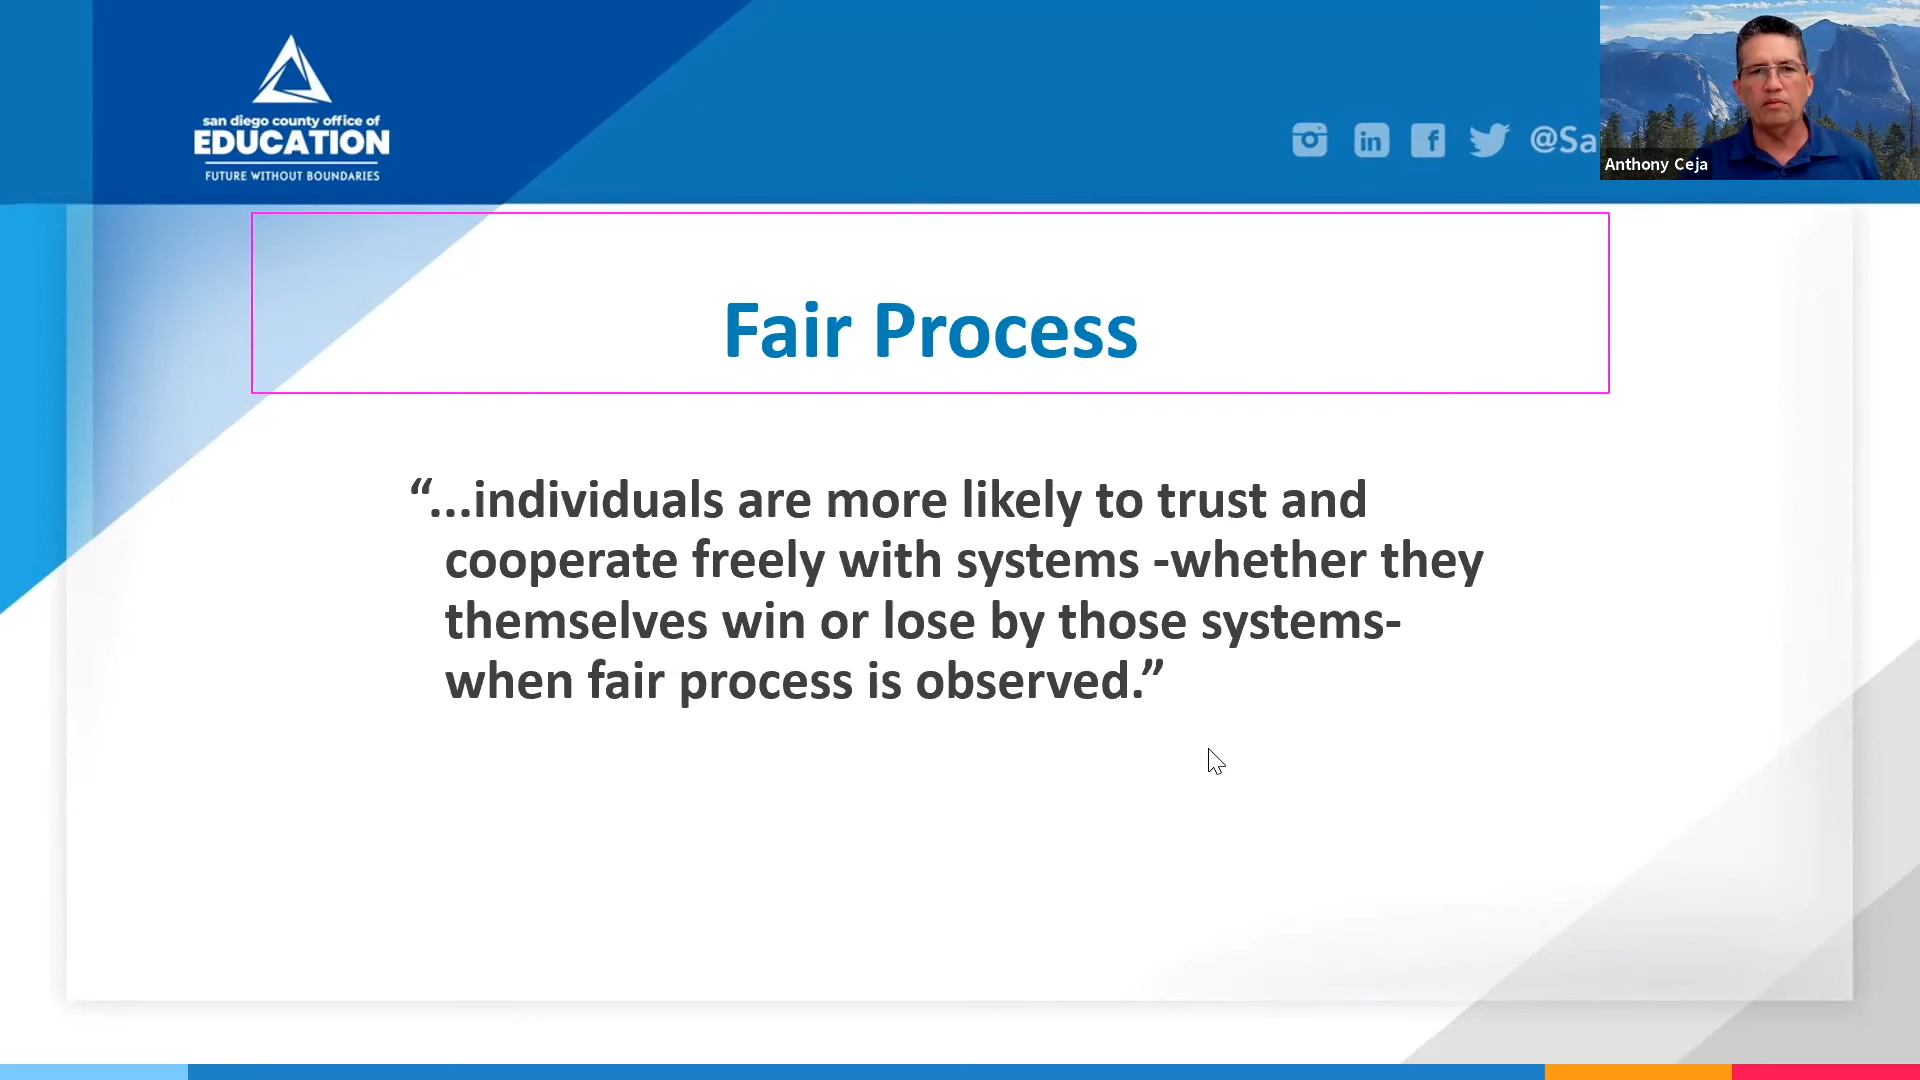 san diego county office of
EDUCATION
FUTURE WITHOUT BOUNDARIES
@Sa
Anthony Ceja
Fair Process
“...individuals are more likely to trust and
cooperate freely with systems -whether they
themselves win or lose by those systems-
when fair process is observed.”